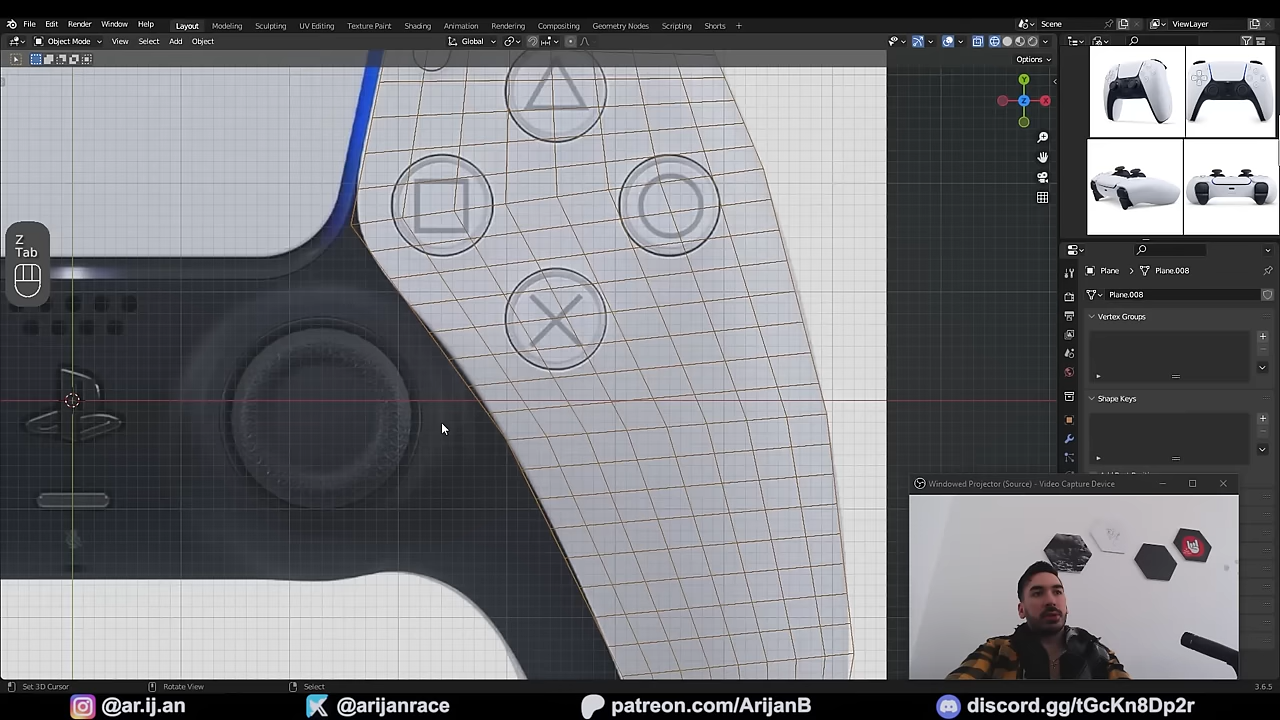 File Edit Render Window Help
Layout Modeling Sculpting UV Editing Texture Paint Shading Animation Rendering Compositing Geometry Nodes Scripting Shorts +
Scene
ViewLayer
Object Mode View Select Add Object
Global
Options
Y
Z
X
Z
Tab
Plane > Plane.008
Plane.008
Vertex Groups
Shape Keys
Windowed Projector (Source) - Video Capture Device
Set 3D Cursor
Rotate View
Select
3.6.5
@ar.ij.an
@arijanrace
patreon.com/ArijanB
discord.gg/tGcKn8Dp2r